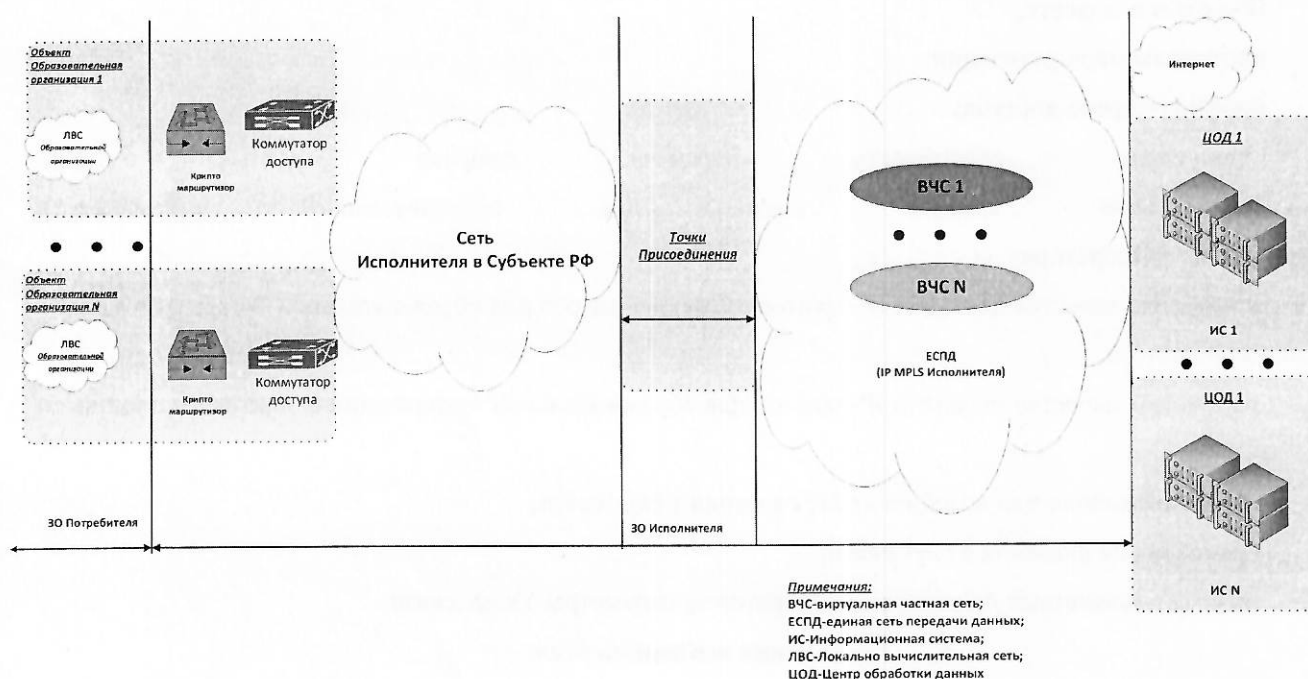 Объект
Образовательная
организация 1
ЛВС
Образовательной
организации
Крипто
маршрутизор
Коммутатор
доступа
Объект
Образовательная
организация N
ЛВС
Образовательной
организации
Крипто
маршрутизор
Коммутатор
доступа
Сеть
Исполнителя в Субъекте РФ
Точки
Присоединения
ВЧС 1
ВЧС N
ЕСПД
(IP MPLS Исполнителя)
Интернет
ЦОД 1
ИС 1
ЦОД 1
ИС N
ЗО Потребителя
ЗО Исполнителя
Примечания:
ВЧС-виртуальная частная сеть;
ЕСПД-единая сеть передачи данных;
ИС-Информационная система;
ЛВС-Локально вычислительная сеть;
ЦОД-Центр обработки данных